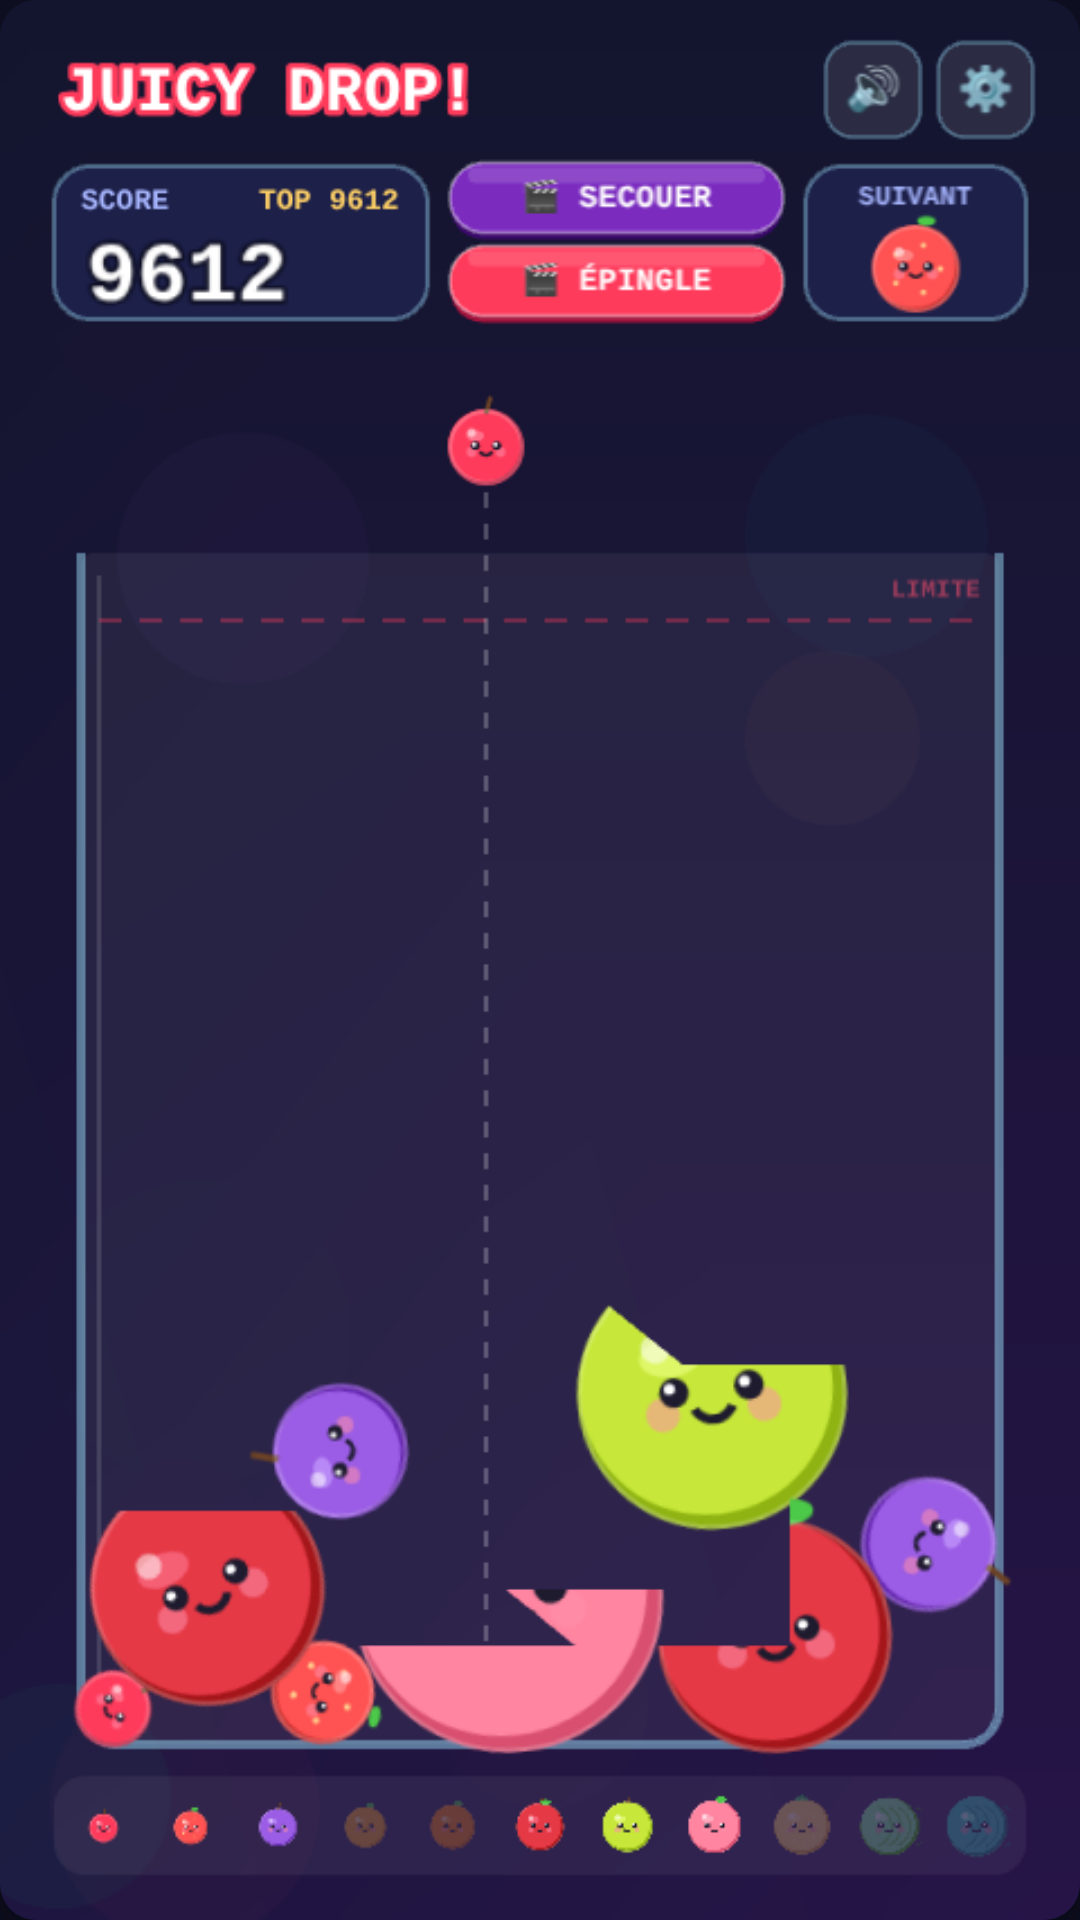 JUICY DROP!
SCORE TOP 9612
9612
SECOUER
ÉPINGLE
SUIVANT
LIMITE